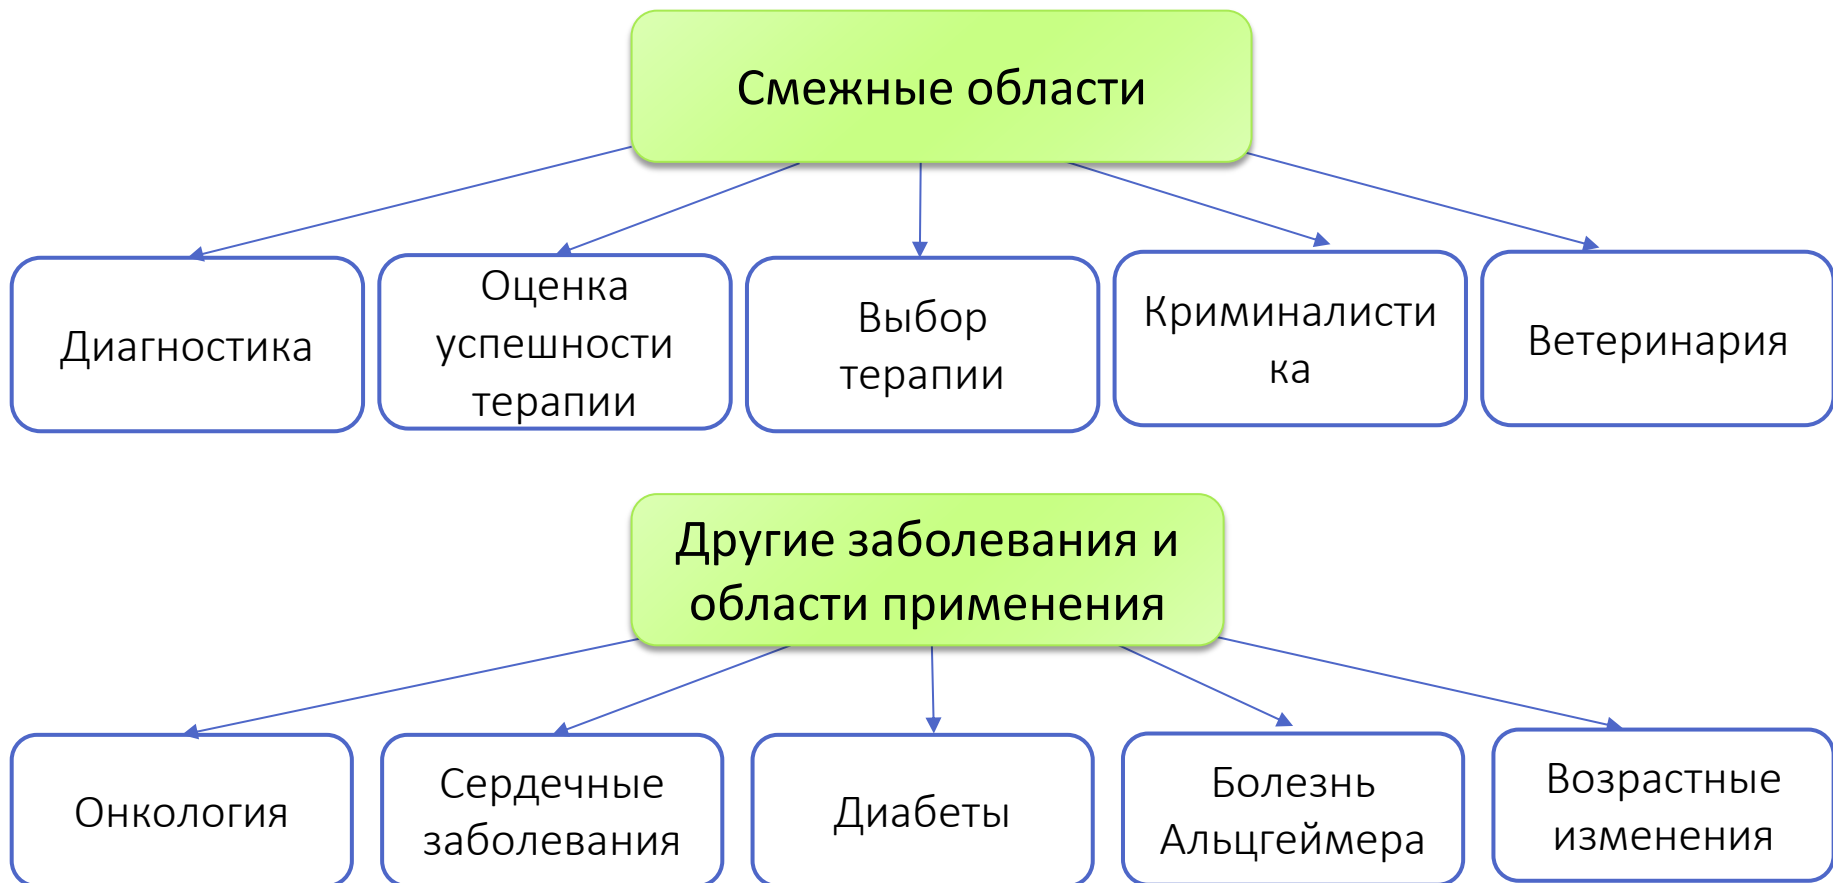 Смежные области
Диагностика
Оценка
успешности
терапии
Выбор
терапии
Криминалисти
ка
Ветеринария
Другие заболевания и
области применения
Онкология
Сердечные
заболевания
Диабеты
Болезнь
Альцгеймера
Возрастные
изменения